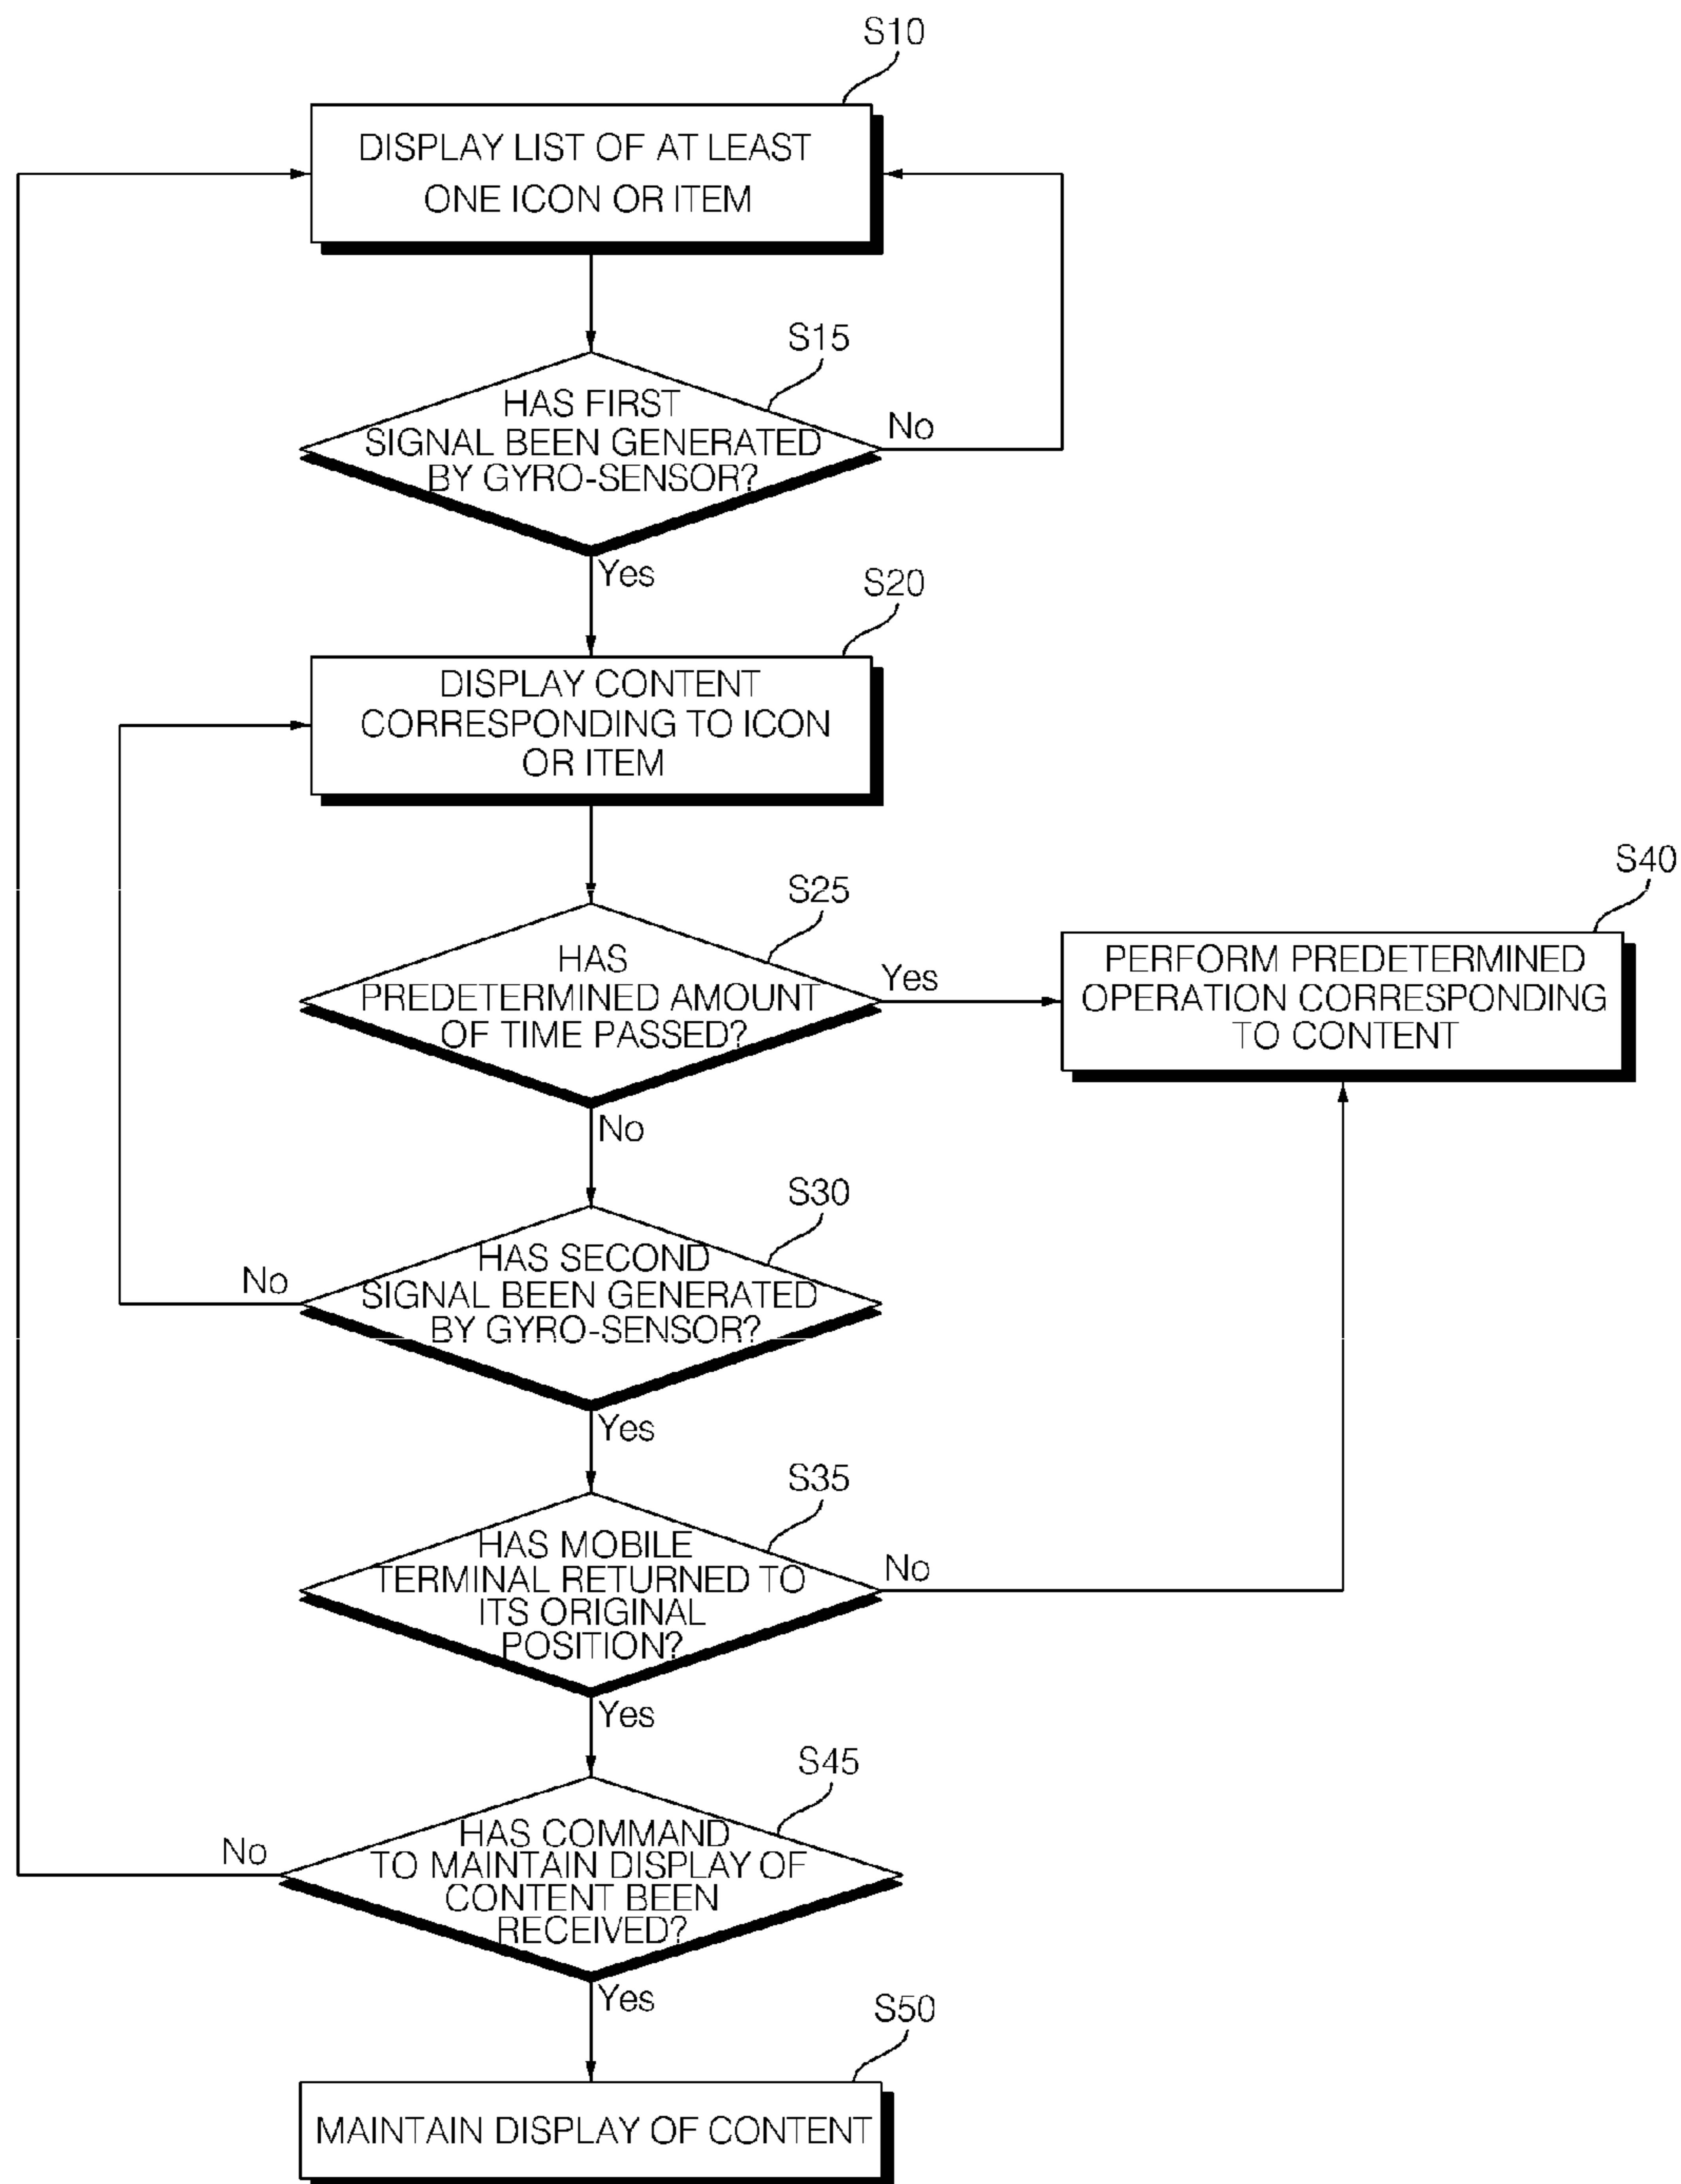 S10
DISPLAY LIST OF AT LEAST
ONE ICON OR ITEM
S15
HAS FIRST
SIGNAL BEEN GENERATED
BY GYRO-SENSOR?
No
Yes
S20
DISPLAY CONTENT
CORRESPONDING TO ICON
OR ITEM
S25
HAS
PREDETERMINED AMOUNT
OF TIME PASSED?
Yes
No
S40
PERFORM PREDETERMINED
OPERATION CORRESPONDING
TO CONTENT
S30
HAS SECOND
SIGNAL BEEN GENERATED
BY GYRO-SENSOR?
No
Yes
S35
HAS MOBILE
TERMINAL RETURNED TO
ITS ORIGINAL
POSITION?
No
Yes
S45
HAS COMMAND
TO MAINTAIN DISPLAY OF
CONTENT BEEN
RECEIVED?
No
Yes
S50
MAINTAIN DISPLAY OF CONTENT